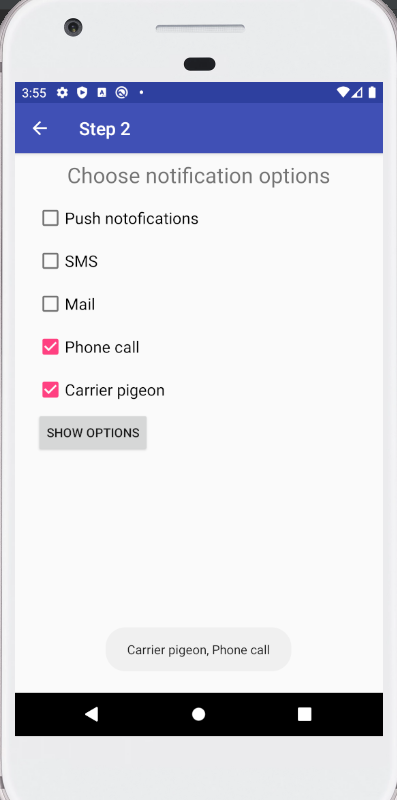 3:55
Step 2
Choose notification options
Push notofications
SMS
Mail
Phone call
Carrier pigeon
SHOW OPTIONS
Carrier pigeon, Phone call